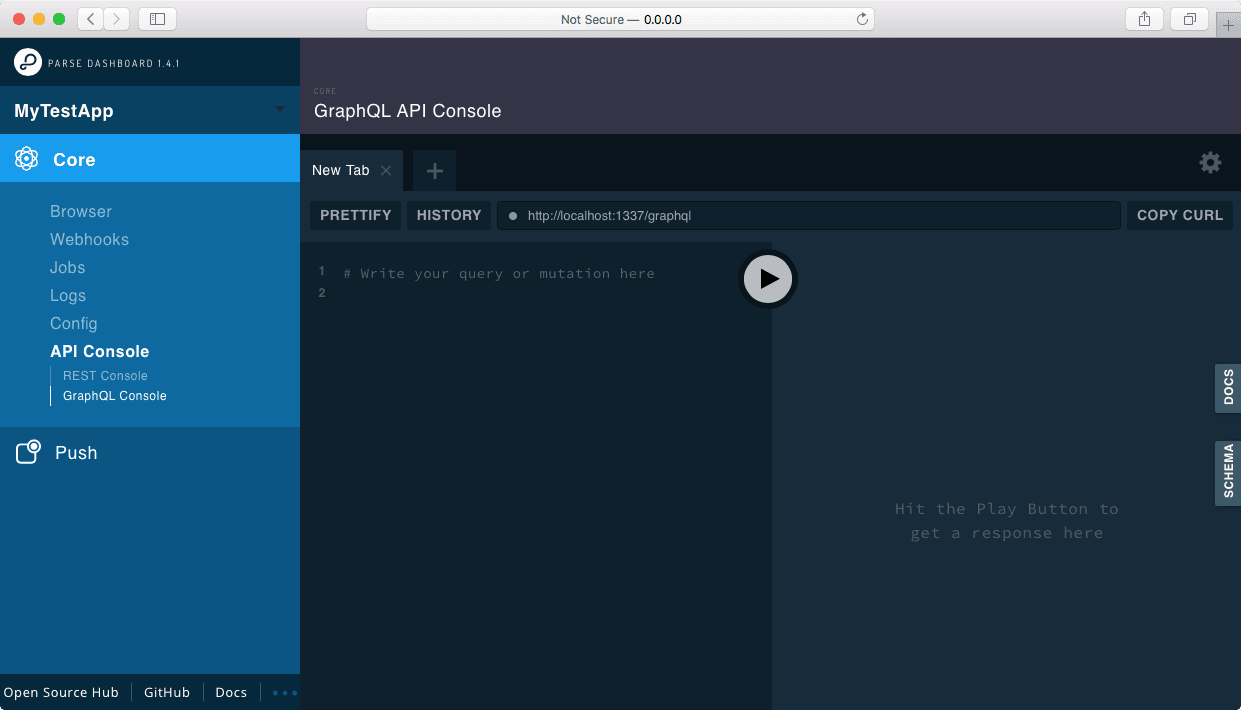 Not Secure — 0.0.0.0
PARSE DASHBOARD 1.4.1
MyTestApp
Core
Browser
Webhooks
Jobs
Logs
Config
API Console
REST Console
GraphQL Console
Push
Open Source Hub GitHub Docs
CORE
GraphQL API Console
New Tab
PRETTIFY HISTORY http://localhost:1337/graphql COPY CURL
1 # Write your query or mutation here
2
DOCS
SCHEMA
Hit the Play Button to
get a response here